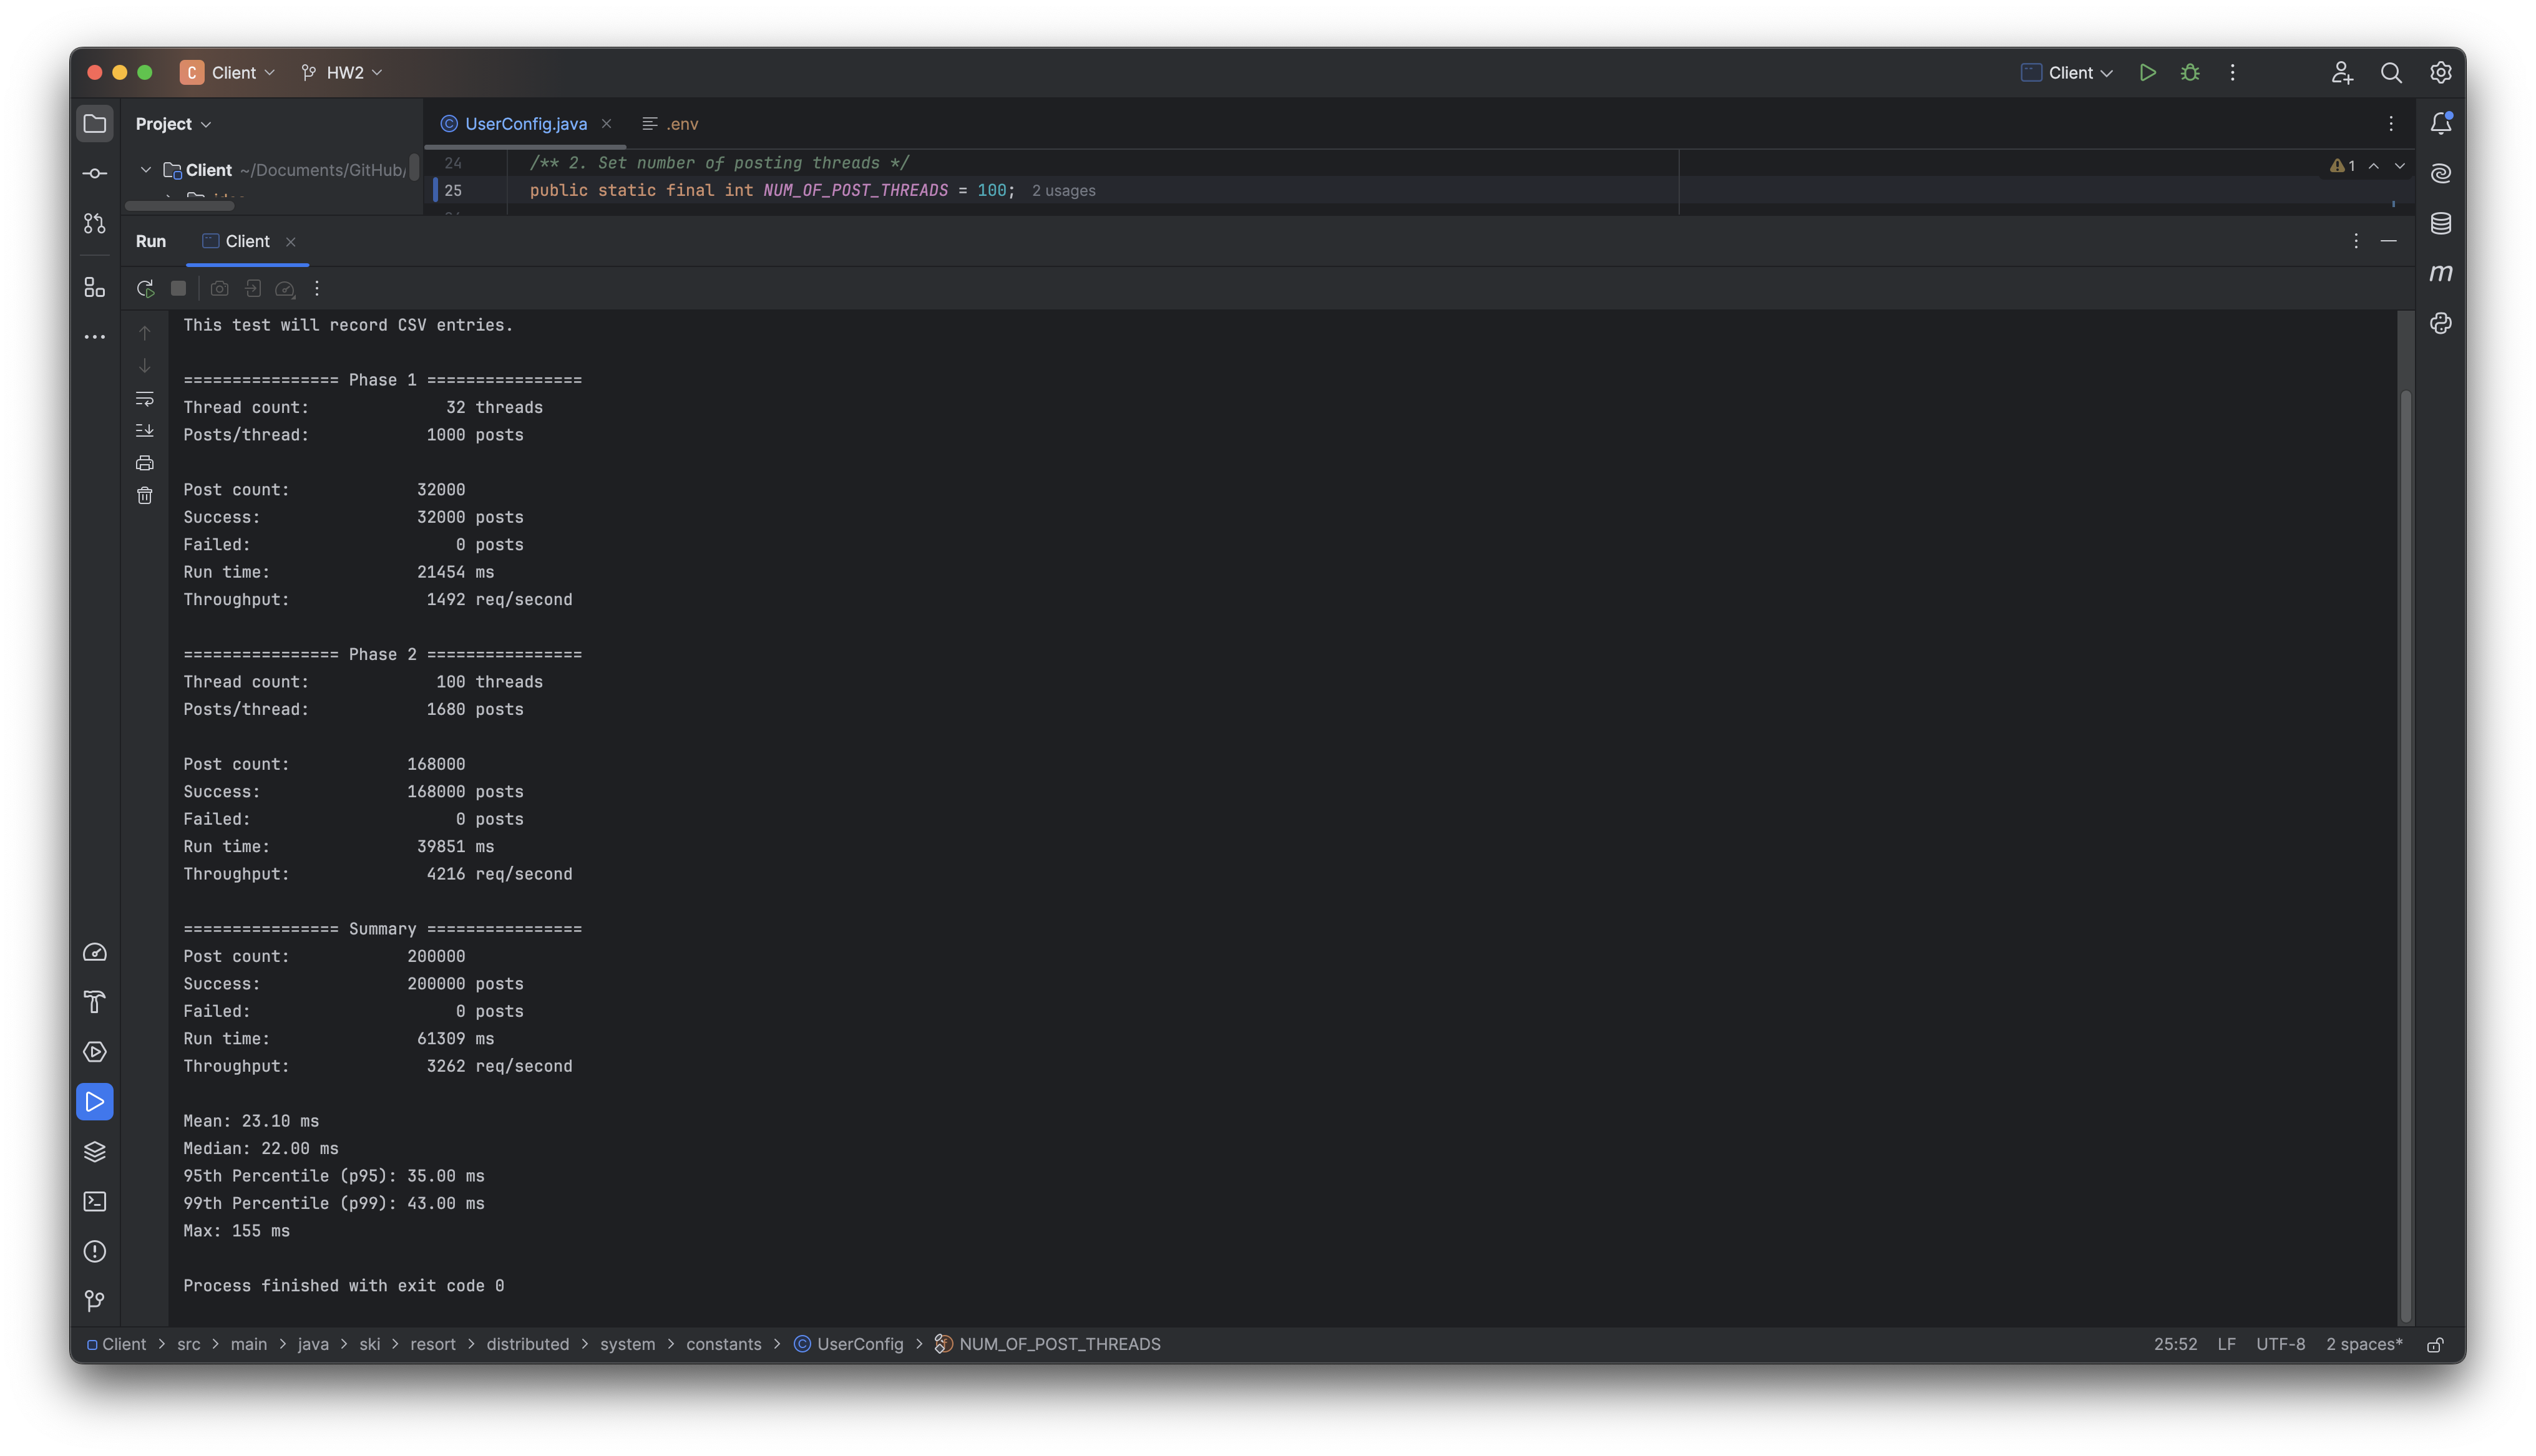 C Client HW2 Client
Project
UserConfig.java .env
Client ~/Documents/GitHub/
24 /** 2. Set number of posting threads */
25 public static final int NUM_OF_POST_THREADS = 100; 2 usages
1
Run Client
This test will record CSV entries.
================ Phase 1 ================
Thread count: 32 threads
Posts/thread: 1000 posts
Post count: 32000
Success: 32000 posts
Failed: 0 posts
Run time: 21454 ms
Throughput: 1492 req/second
================ Phase 2 ================
Thread count: 100 threads
Posts/thread: 1680 posts
Post count: 168000
Success: 168000 posts
Failed: 0 posts
Run time: 39851 ms
Throughput: 4216 req/second
================ Summary ================
Post count: 200000
Success: 200000 posts
Failed: 0 posts
Run time: 61309 ms
Throughput: 3262 req/second
Mean: 23.10 ms
Median: 22.00 ms
95th Percentile (p95): 35.00 ms
99th Percentile (p99): 43.00 ms
Max: 155 ms
Process finished with exit code 0
Client > src > main > java > ski > resort > distributed > system > constants > UserConfig > NUM_OF_POST_THREADS 25:52 LF UTF-8 2 spaces*